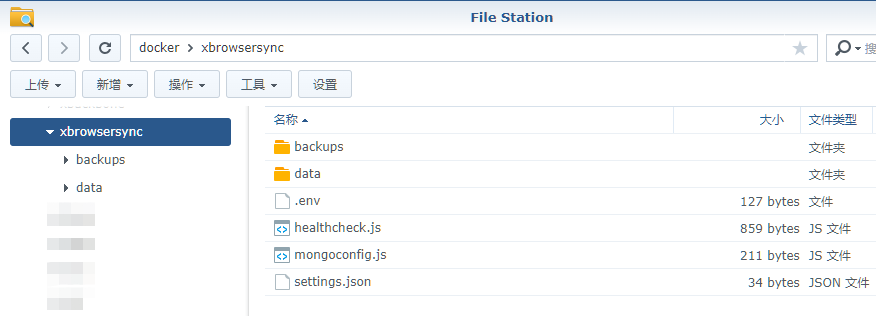 File Station
docker > xbrowsersync
上传 新增 操作 工具 设置
xbrowsersync
backups
data
名称 大小 文件类型
backups 文件夹
data 文件夹
.env 127 bytes 文件
healthcheck.js 859 bytes JS 文件
mongoconfig.js 211 bytes JS 文件
settings.json 34 bytes JSON 文件